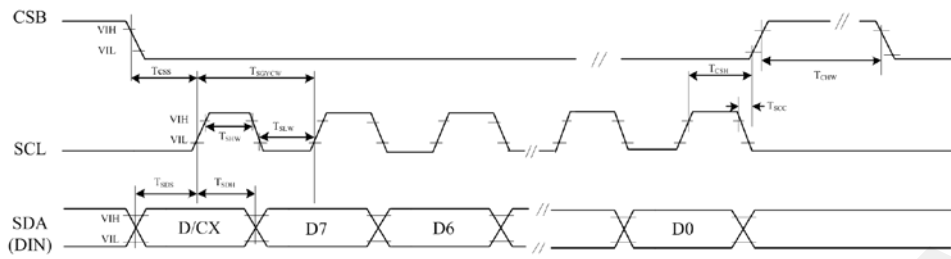 CSB
VIH
VIL
TCSS
TSGYCW
TCSH
TCHW
TSCC
SCL
VIH
VIL
TSHW
TSLW
TSDS
TSDH
SDA
(DIN)
VIH
VIL
D/CX
D7
D6
D0